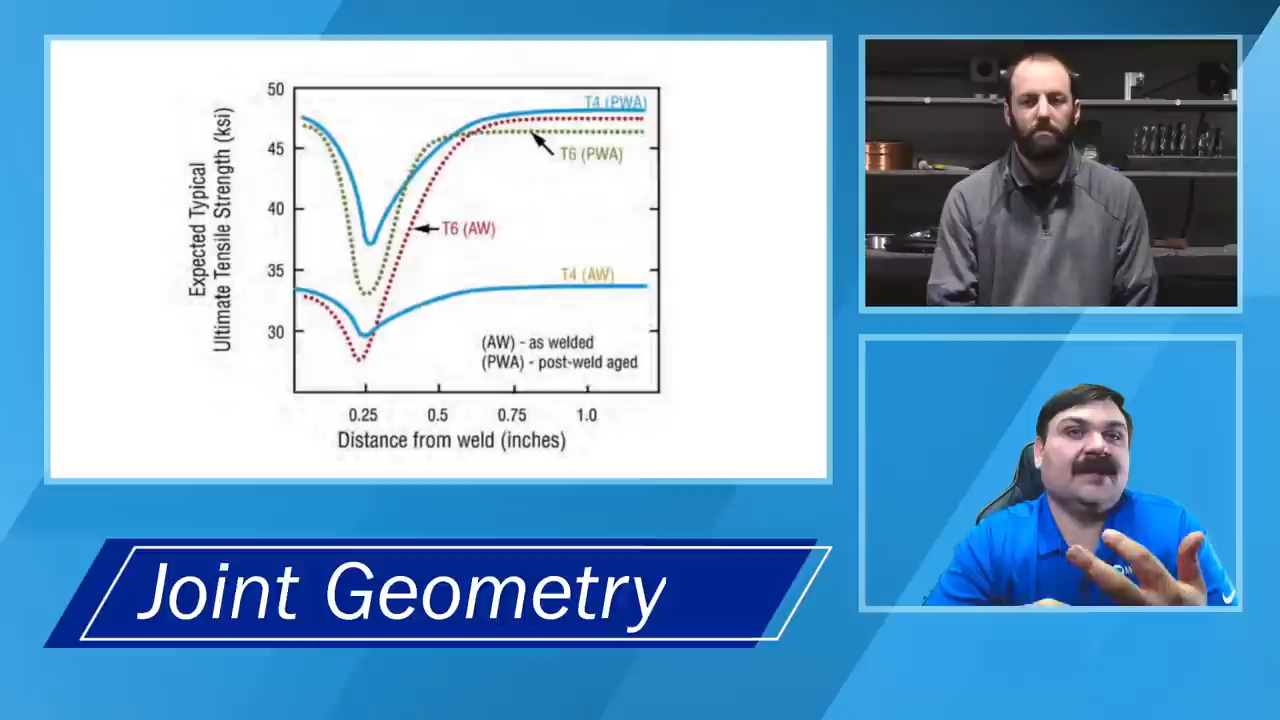 50
45
40
35
30
Expected Typical
Ultimate Tensile Strength (ksi)
T4 (PWA)
T6 (PWA)
T6 (AW)
T4 (AW)
(AW) - as welded
(PWA) - post-weld aged
0.25
0.5
0.75
1.0
Distance from weld (inches)
Joint Geometry